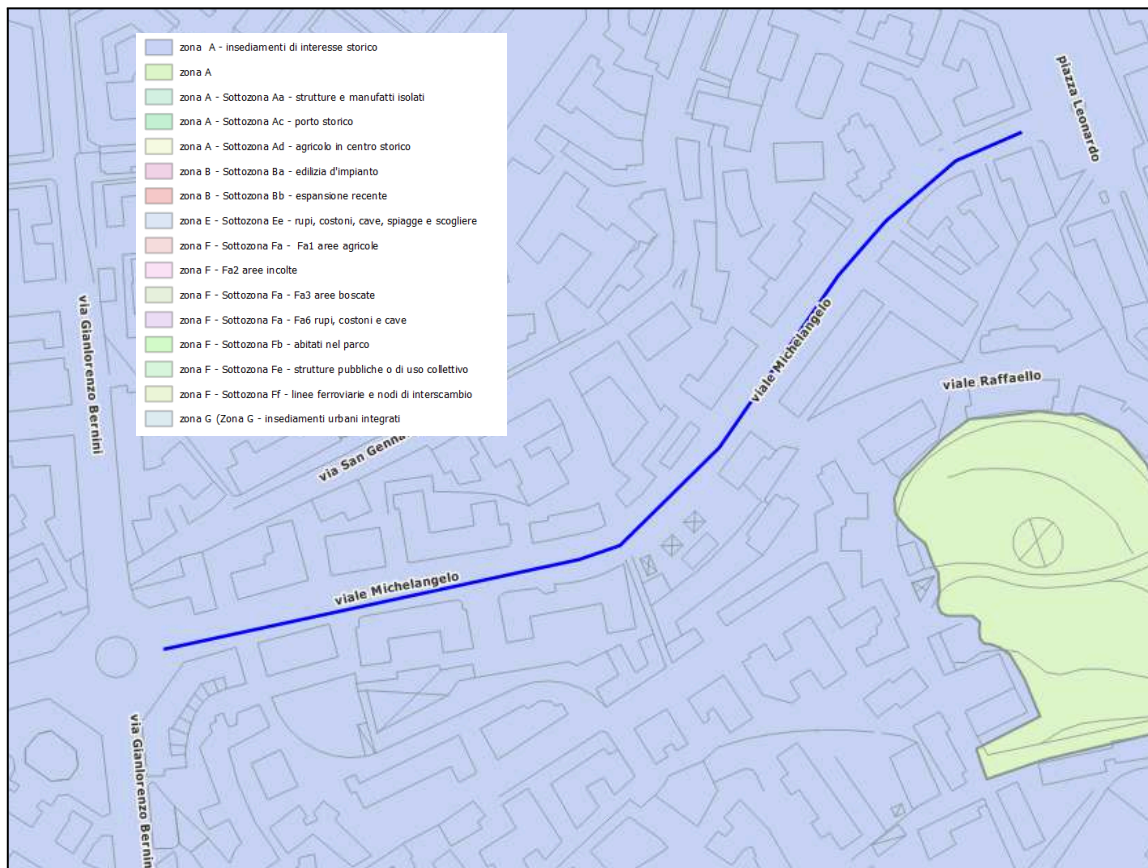 zona A - insediamenti di interesse storico
zona A
zona A - Sottozona Aa - strutture e manufatti isolati
zona A - Sottozona Ac - porto storico
zona A - Sottozona Ad - agricolo in centro storico
zona B - Sottozona Ba - edilizia d'impianto
zona B - Sottozona Bb - espansione recente
zona E - Sottozona Ee - rupi, costoni, cave, spiagge e scogliere
zona F - Sottozona Fa - Fa1 aree agricole
zona F - Fa2 aree incolte
zona F - Sottozona Fa - Fa3 aree boscate
zona F - Sottozona Fa - Fa6 rupi, costoni e cave
zona F - Sottozona Fb - abitati nel parco
zona F - Sottozona Fe - strutture pubbliche o di uso collettivo
zona F - Sottozona Ff - linee ferroviarie e nodi di interscambio
zona G (Zona G - insediamenti urbani integrati
piazza Leonardo
via Gianlorenzo Bernini
viale Michelangelo
viale Raffaello
via San Genna
viale Michelangelo
via Gianlorenzo Bernini